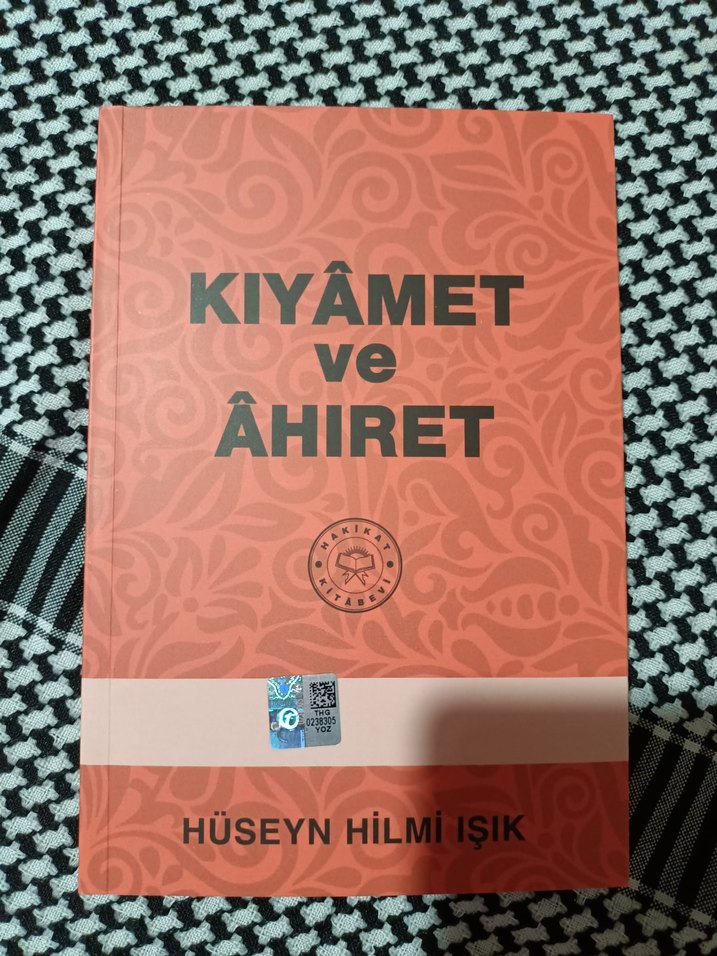 KIYÂMET
ve
ÂHIRET
HAKİKAT
KİTÂBEVİ
THG
0238305
YOZ
HÜSEYN HİLMİ IŞIK